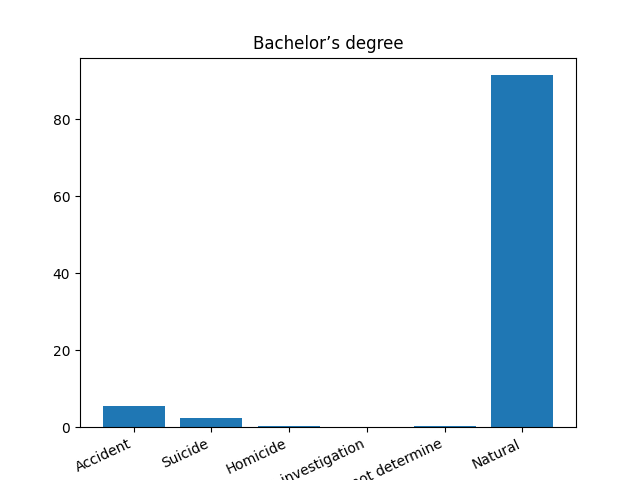 Bachelor’s degree
80
60
40
20
0
Accident
Suicide
Homicide
investigation
not determine
Natural